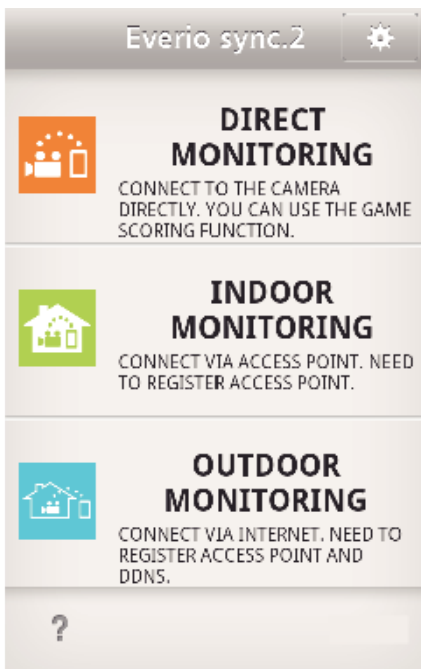 Everio sync.2
DIRECT
MONITORING
CONNECT TO THE CAMERA
DIRECTLY. YOU CAN USE THE GAME
SCORING FUNCTION.
INDOOR
MONITORING
CONNECT VIA ACCESS POINT. NEED
TO REGISTER ACCESS POINT.
OUTDOOR
MONITORING
CONNECT VIA INTERNET. NEED TO
REGISTER ACCESS POINT AND
DDNS.
?